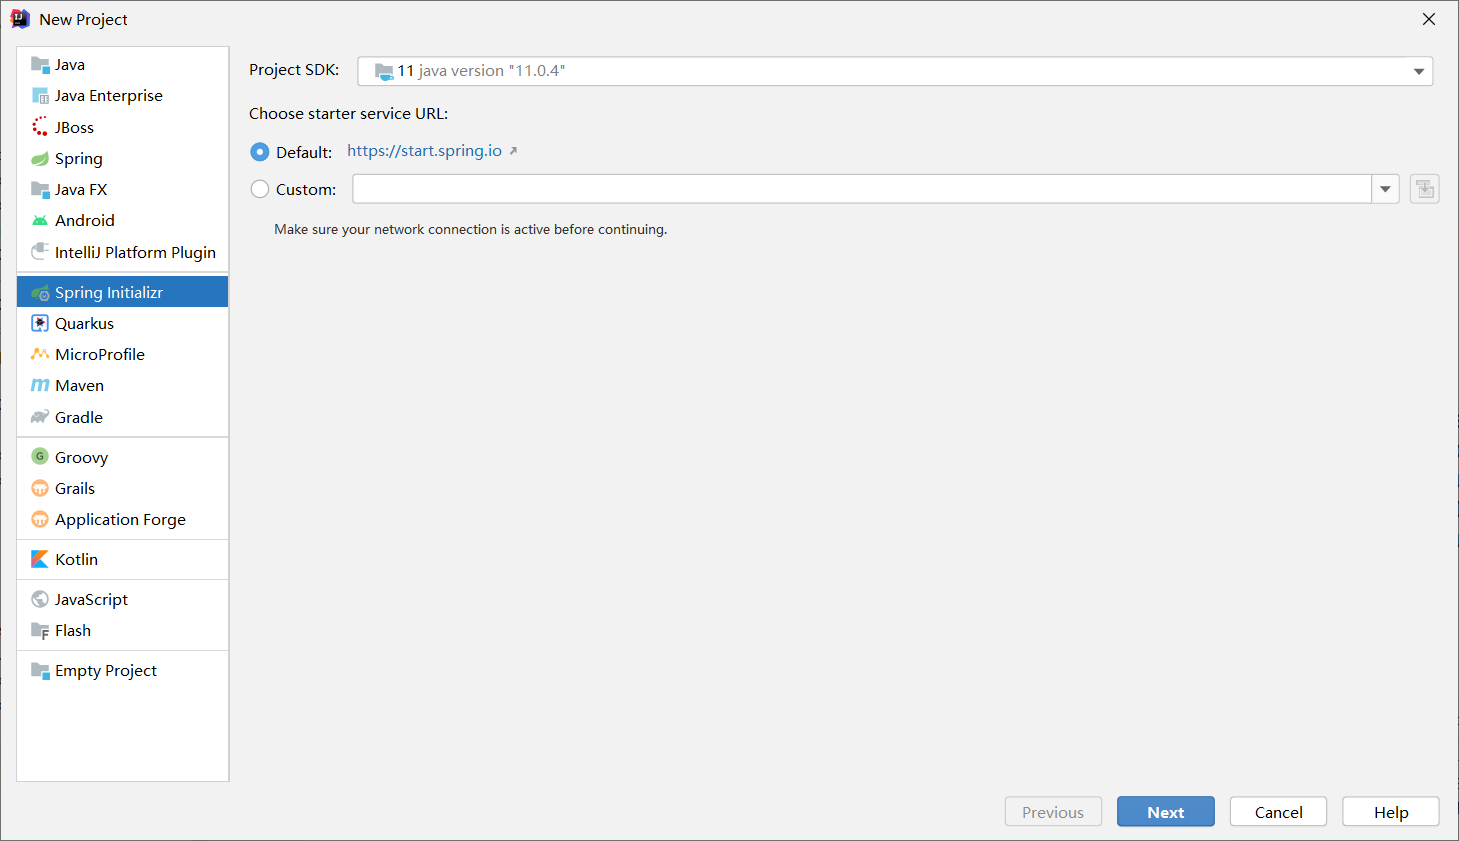 New Project
Java
Java Enterprise
JBoss
Spring
Java FX
Android
IntelliJ Platform Plugin
Spring Initializr
Quarkus
MicroProfile
Maven
Gradle
Groovy
Grails
Application Forge
Kotlin
JavaScript
Flash
Empty Project
Project SDK: 11 java version "11.0.4"
Choose starter service URL:
Default: https://start.spring.io
Custom:
Make sure your network connection is active before continuing.
Previous Next Cancel Help